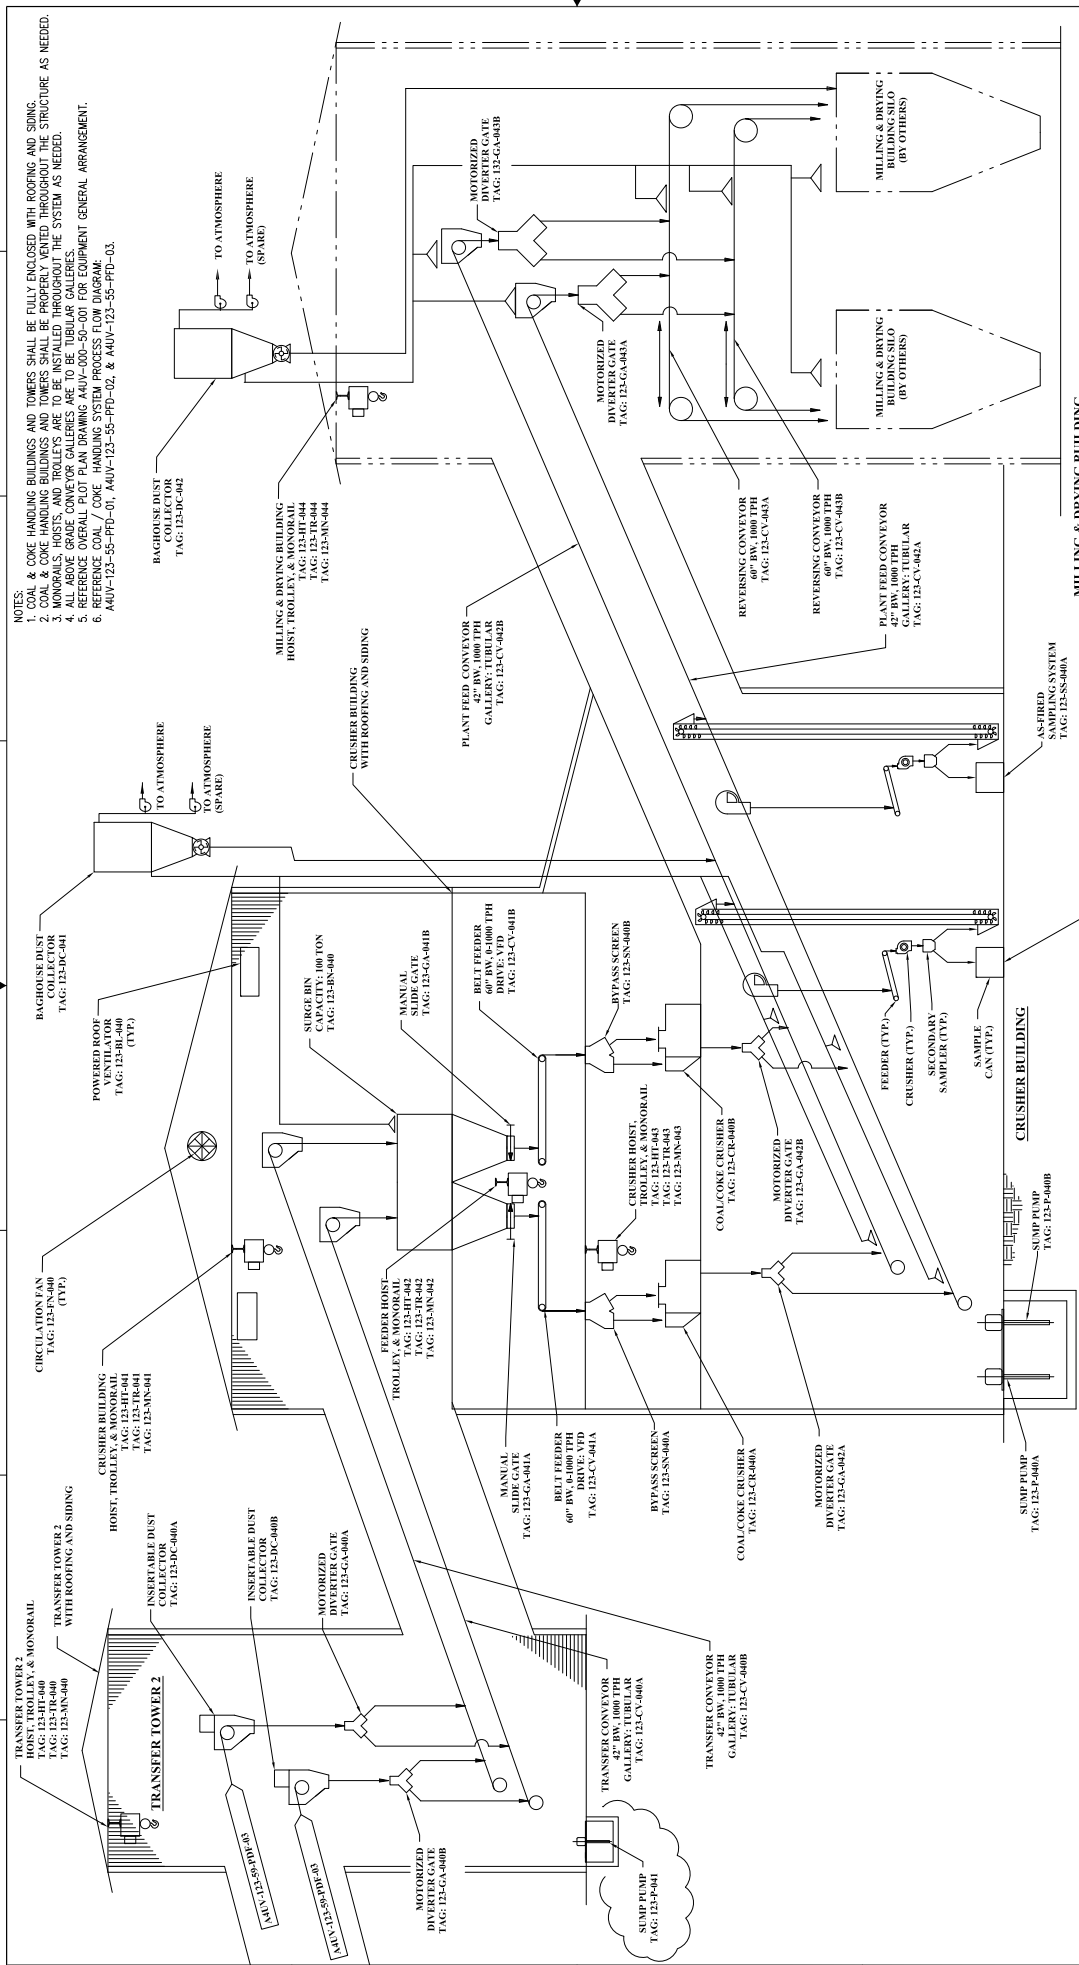 NOTES:
1. COAL & COKE HANDLING BUILDINGS AND TOWERS SHALL BE FULLY ENCLOSED WITH ROOFING AND SIDING.
2. COAL & COKE HANDLING BUILDINGS AND TOWERS SHALL BE PROPERLY VENTED THROUGHOUT THE STRUCTURE AS NEEDED.
3. MONORAILS, HOISTS, AND TROLLEYS ARE TO BE INSTALLED THROUGHOUT THE SYSTEM AS NEEDED.
4. ALL ABOVE GRADE CONVEYOR GALLERIES ARE TO BE TUBULAR GALLERIES.
5. REFERENCE OVERALL PLOT PLAN DRAWING A4UV-000-50-001 FOR EQUIPMENT GENERAL ARRANGEMENT.
6. REFERENCE COAL / COKE HANDLING SYSTEM PROCESS FLOW DIAGRAM:
A4UV-123-55-PFD-01, A4UV-123-55-PFD-02, & A4UV-123-55-PFD-03.
TRANSFER TOWER 2
HOIST, TROLLEY, & MONORAIL
TAG: 123-HT-040
TAG: 123-TR-040
TAG: 123-MN-040
TRANSFER TOWER 2
WITH ROOFING AND SIDING
TRANSFER TOWER 2
INSERTABLE DUST
COLLECTOR
TAG: 123-DC-040A
INSERTABLE DUST
COLLECTOR
TAG: 123-DC-040B
MOTORIZED
DIVERTER GATE
TAG: 123-GA-040A
A4UV-123-59-PDF-03
A4UV-123-59-PDF-03
MOTORIZED
DIVERTER GATE
TAG: 123-GA-040B
SUMP PUMP
TAG: 123-P-041
TRANSFER CONVEYOR
42" BW, 1000 TPH
GALLERY: TUBULAR
TAG: 123-CV-040A
TRANSFER CONVEYOR
42" BW, 1000 TPH
GALLERY: TUBULAR
TAG: 123-CV-040B
CRUSHER BUILDING
HOIST, TROLLEY, & MONORAIL
TAG: 123-HT-041
TAG: 123-TR-041
TAG: 123-MN-041
CIRCULATION FAN
TAG: 123-FN-040
(TYP.)
POWERED ROOF
VENTILATOR
TAG: 123-BL-040
(TYP.)
BAGHOUSE DUST
COLLECTOR
TAG: 123-DC-041
TO ATMOSPHERE
TO ATMOSPHERE
(SPARE)
CRUSHER BUILDING
WITH ROOFING AND SIDING
SURGE BIN
CAPACITY: 100 TON
TAG: 123-BN-040
MANUAL
SLIDE GATE
TAG: 123-GA-041B
BELT FEEDER
60" BW, 0-1000 TPH
DRIVE: VFD
TAG: 123-CV-041B
BYPASS SCREEN
TAG: 123-SN-040B
FEEDER HOIST,
TROLLEY, & MONORAIL
TAG: 123-HT-042
TAG: 123-TR-042
TAG: 123-MN-042
CRUSHER HOIST,
TROLLEY, & MONORAIL
TAG: 123-HT-043
TAG: 123-TR-043
TAG: 123-MN-043
COAL/COKE CRUSHER
TAG: 123-CR-040B
MOTORIZED
DIVERTER GATE
TAG: 123-GA-042B
MANUAL
SLIDE GATE
TAG: 123-GA-041A
BELT FEEDER
60" BW, 0-1000 TPH
DRIVE: VFD
TAG: 123-CV-041A
BYPASS SCREEN
TAG: 123-SN-040A
COAL/COKE CRUSHER
TAG: 123-CR-040A
MOTORIZED
DIVERTER GATE
TAG: 123-GA-042A
SUMP PUMP
TAG: 123-P-040A
SUMP PUMP
TAG: 123-P-040B
CRUSHER BUILDING
FEEDER (TYP.)
CRUSHER (TYP.)
SECONDARY
SAMPLER (TYP.)
SAMPLE
CAN (TYP.)
AS-FIRED
SAMPLING SYSTEM
TAG: 123-SS-040A
BAGHOUSE DUST
COLLECTOR
TAG: 123-DC-042
TO ATMOSPHERE
TO ATMOSPHERE
(SPARE)
MILLING & DRYING BUILDING
HOIST, TROLLEY, & MONORAIL
TAG: 123-HT-044
TAG: 123-TR-044
TAG: 123-MN-044
PLANT FEED CONVEYOR
42" BW, 1000 TPH
GALLERY: TUBULAR
TAG: 123-CV-042B
MOTORIZED
DIVERTER GATE
TAG: 132-GA-043B
MOTORIZED
DIVERTER GATE
TAG: 123-GA-043A
REVERSING CONVEYOR
60" BW, 1000 TPH
TAG: 123-CV-043A
REVERSING CONVEYOR
60" BW, 1000 TPH
TAG: 123-CV-043B
PLANT FEED CONVEYOR
42" BW, 1000 TPH
GALLERY: TUBULAR
TAG: 123-CV-042A
MILLING & DRYING
BUILDING SILO
(BY OTHERS)
MILLING & DRYING
BUILDING SILO
(BY OTHERS)
MILLING & DRYING BUILDING